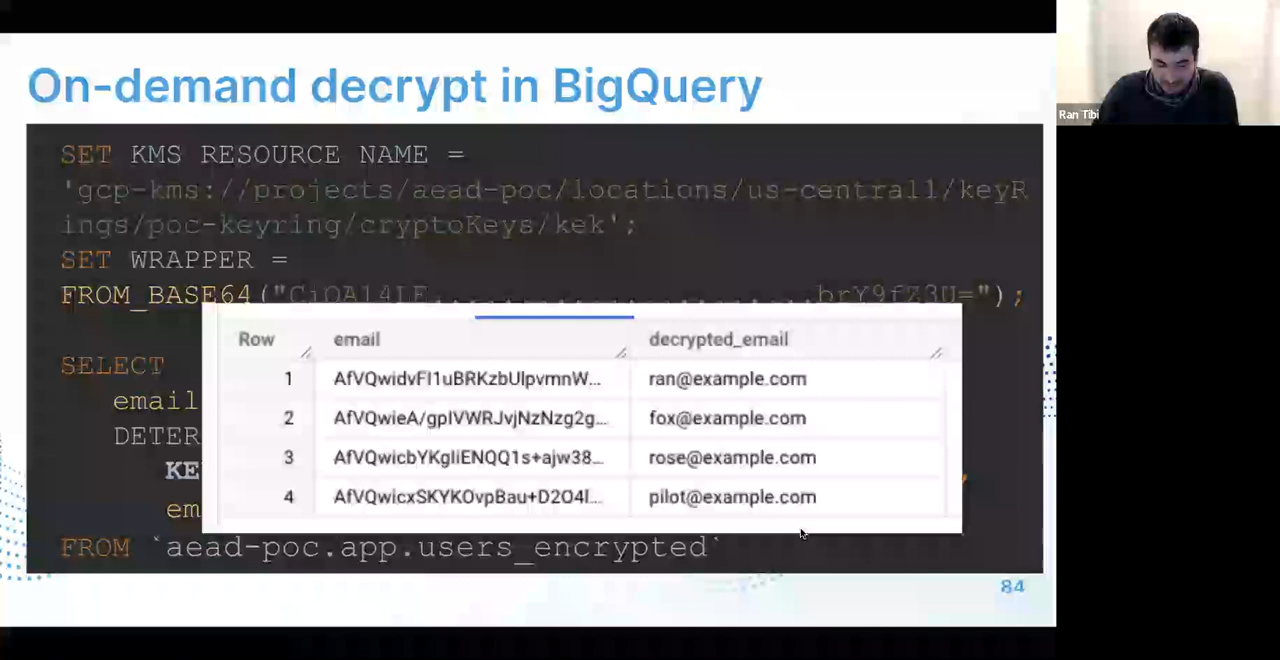 On-demand decrypt in BigQuery
Ran Tibi
SET KMS RESOURCE NAME =
'gcp-kms://projects/aead-poc/locations/us-central1/keyR
ings/poc-keyring/cryptoKeys/kek';
SET WRAPPER =
FROM_BASE64("CiQA14LE......................brY9fZ3U=");
Row email decrypted_email
1 AfVQwidvFI1uBRKzbUlpvmnW... ran@example.com
2 AfVQwieA/gpIVWRJvjNzNzg2g... fox@example.com
3 AfVQwicbYKgIiENQQ1s+ajw38... rose@example.com
4 AfVQwicxSKYKOvpBau+D2O4l... pilot@example.com
SELECT
email
DETER
KE
em
FROM `aead-poc.app.users_encrypted`
84